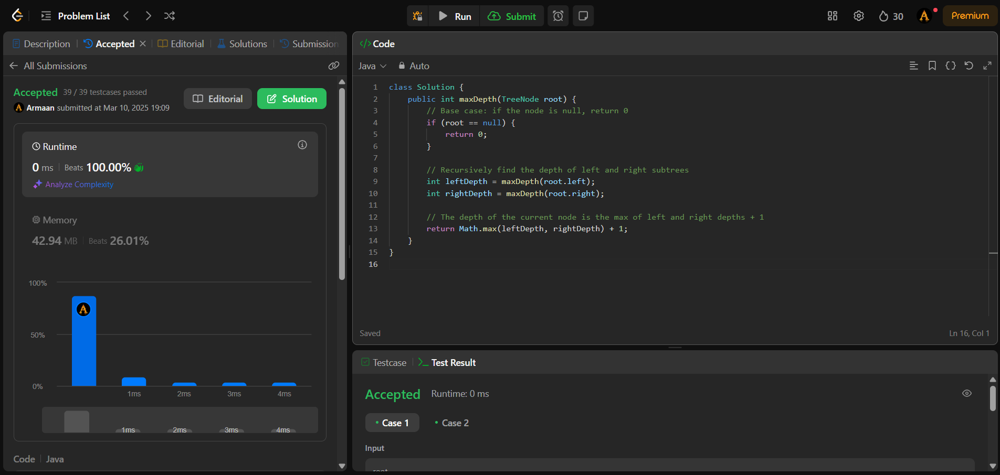 Problem List
Run
Submit
30
Premium
Description
Accepted
Editorial
Solutions
Submission
All Submissions
Accepted 39 / 39 testcases passed
Armaan submitted at Mar 10, 2025 19:09
Editorial
Solution
Runtime
0 ms Beats 100.00%
Analyze Complexity
Memory
42.94 MB Beats 26.01%
100%
50%
0%
1ms 2ms 3ms 4ms
1ms 2ms 3ms 4ms
Code Java
</> Code
Java Auto
1 class Solution {
2 public int maxDepth(TreeNode root) {
3 // Base case: if the node is null, return 0
4 if (root == null) {
5 return 0;
6 }
7
8 // Recursively find the depth of left and right subtrees
9 int leftDepth = maxDepth(root.left);
10 int rightDepth = maxDepth(root.right);
11
12 // The depth of the current node is the max of left and right depths + 1
13 return Math.max(leftDepth, rightDepth) + 1;
14 }
15 }
16
Saved
Ln 16, Col 1
Testcase
Test Result
Accepted Runtime: 0 ms
Case 1
Case 2
Input
root